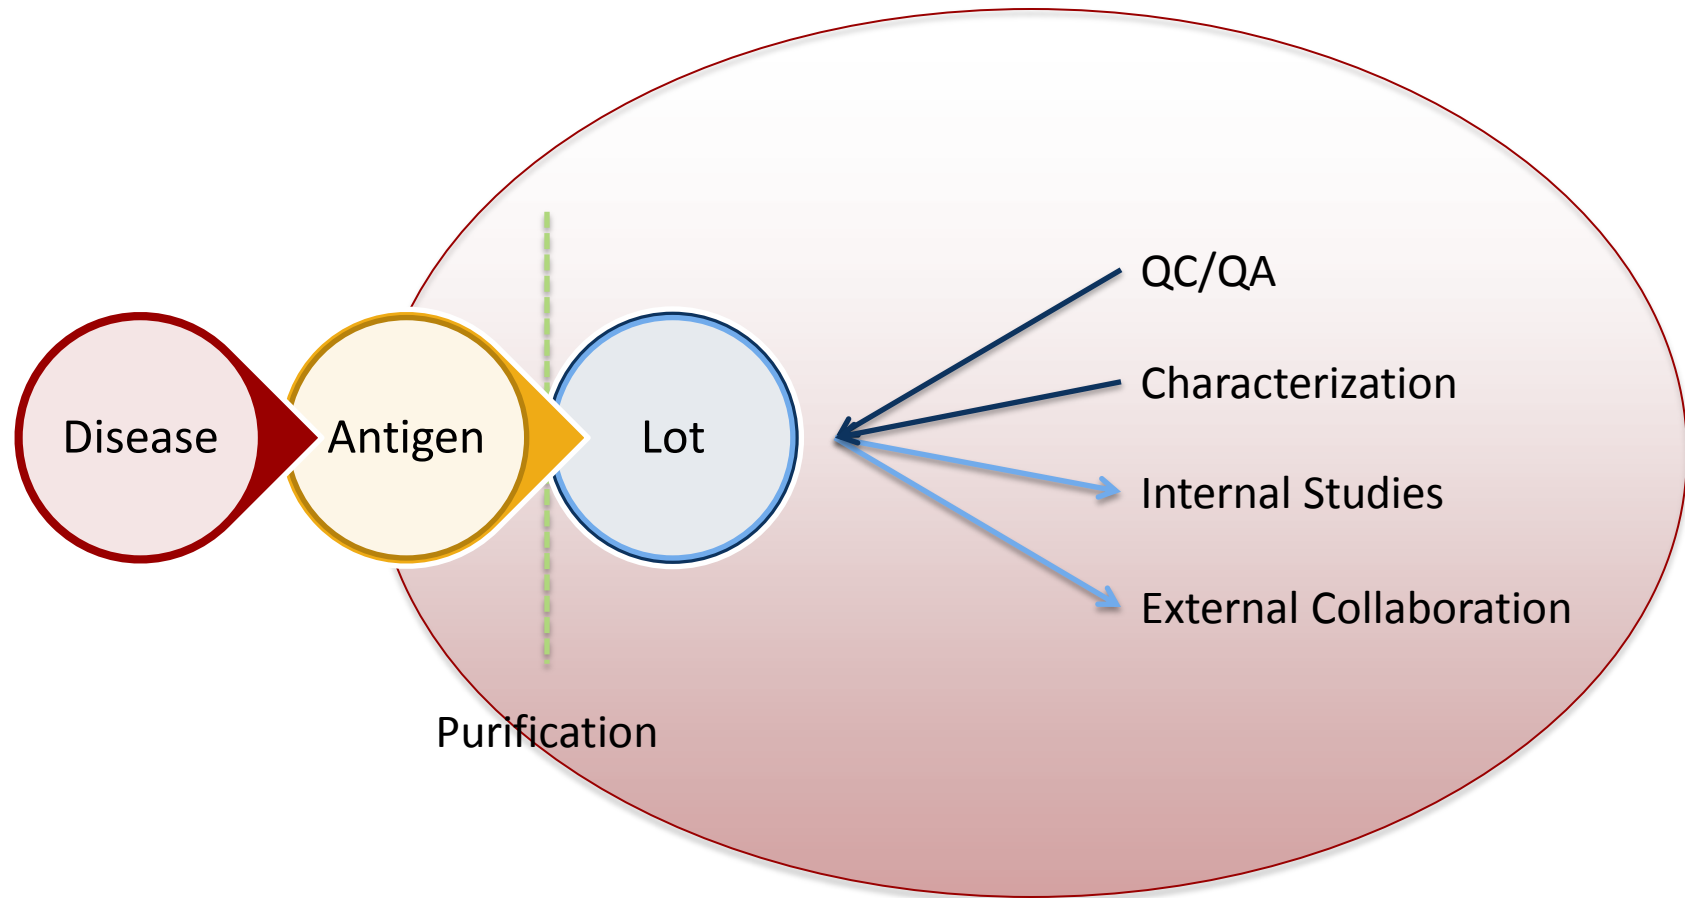 QC/QA
Characterization
Disease
Antigen
Lot
Internal Studies
External Collaboration
Purification